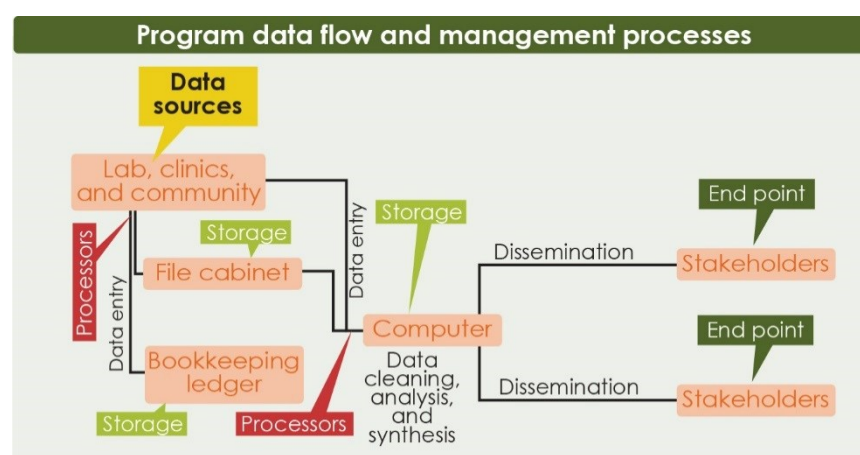 Program data flow and management processes
Data
sources
Lab, clinics,
and community
Processors
Data entry
Storage
File cabinet
Bookkeeping
ledger
Storage
Data entry
Storage
Processors
Computer
Data
cleaning,
analysis,
and
synthesis
Dissemination
End point
Stakeholders
Dissemination
End point
Stakeholders